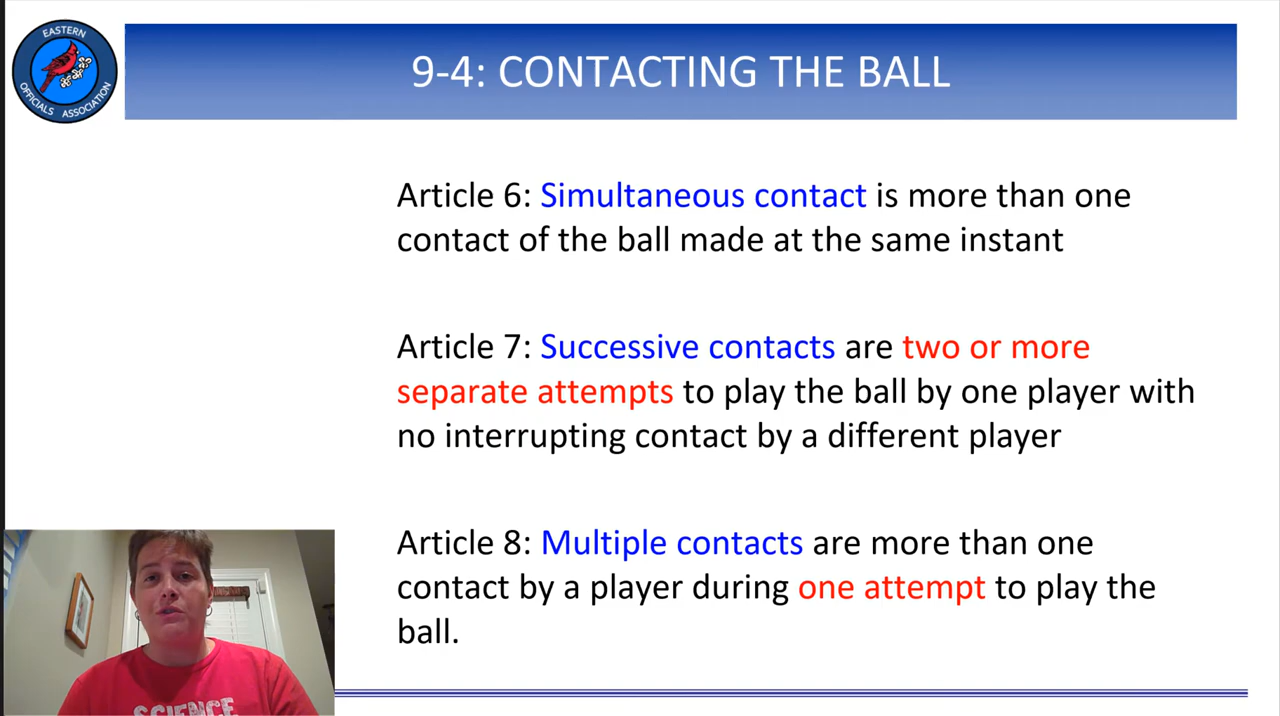 EASTERN
OFFICIALS ASSOCIATION
9-4: CONTACTING THE BALL
Article 6: Simultaneous contact is more than one
contact of the ball made at the same instant
Article 7: Successive contacts are two or more
separate attempts to play the ball by one player with
no interrupting contact by a different player
Article 8: Multiple contacts are more than one
contact by a player during one attempt to play the
ball.
SCIENCE